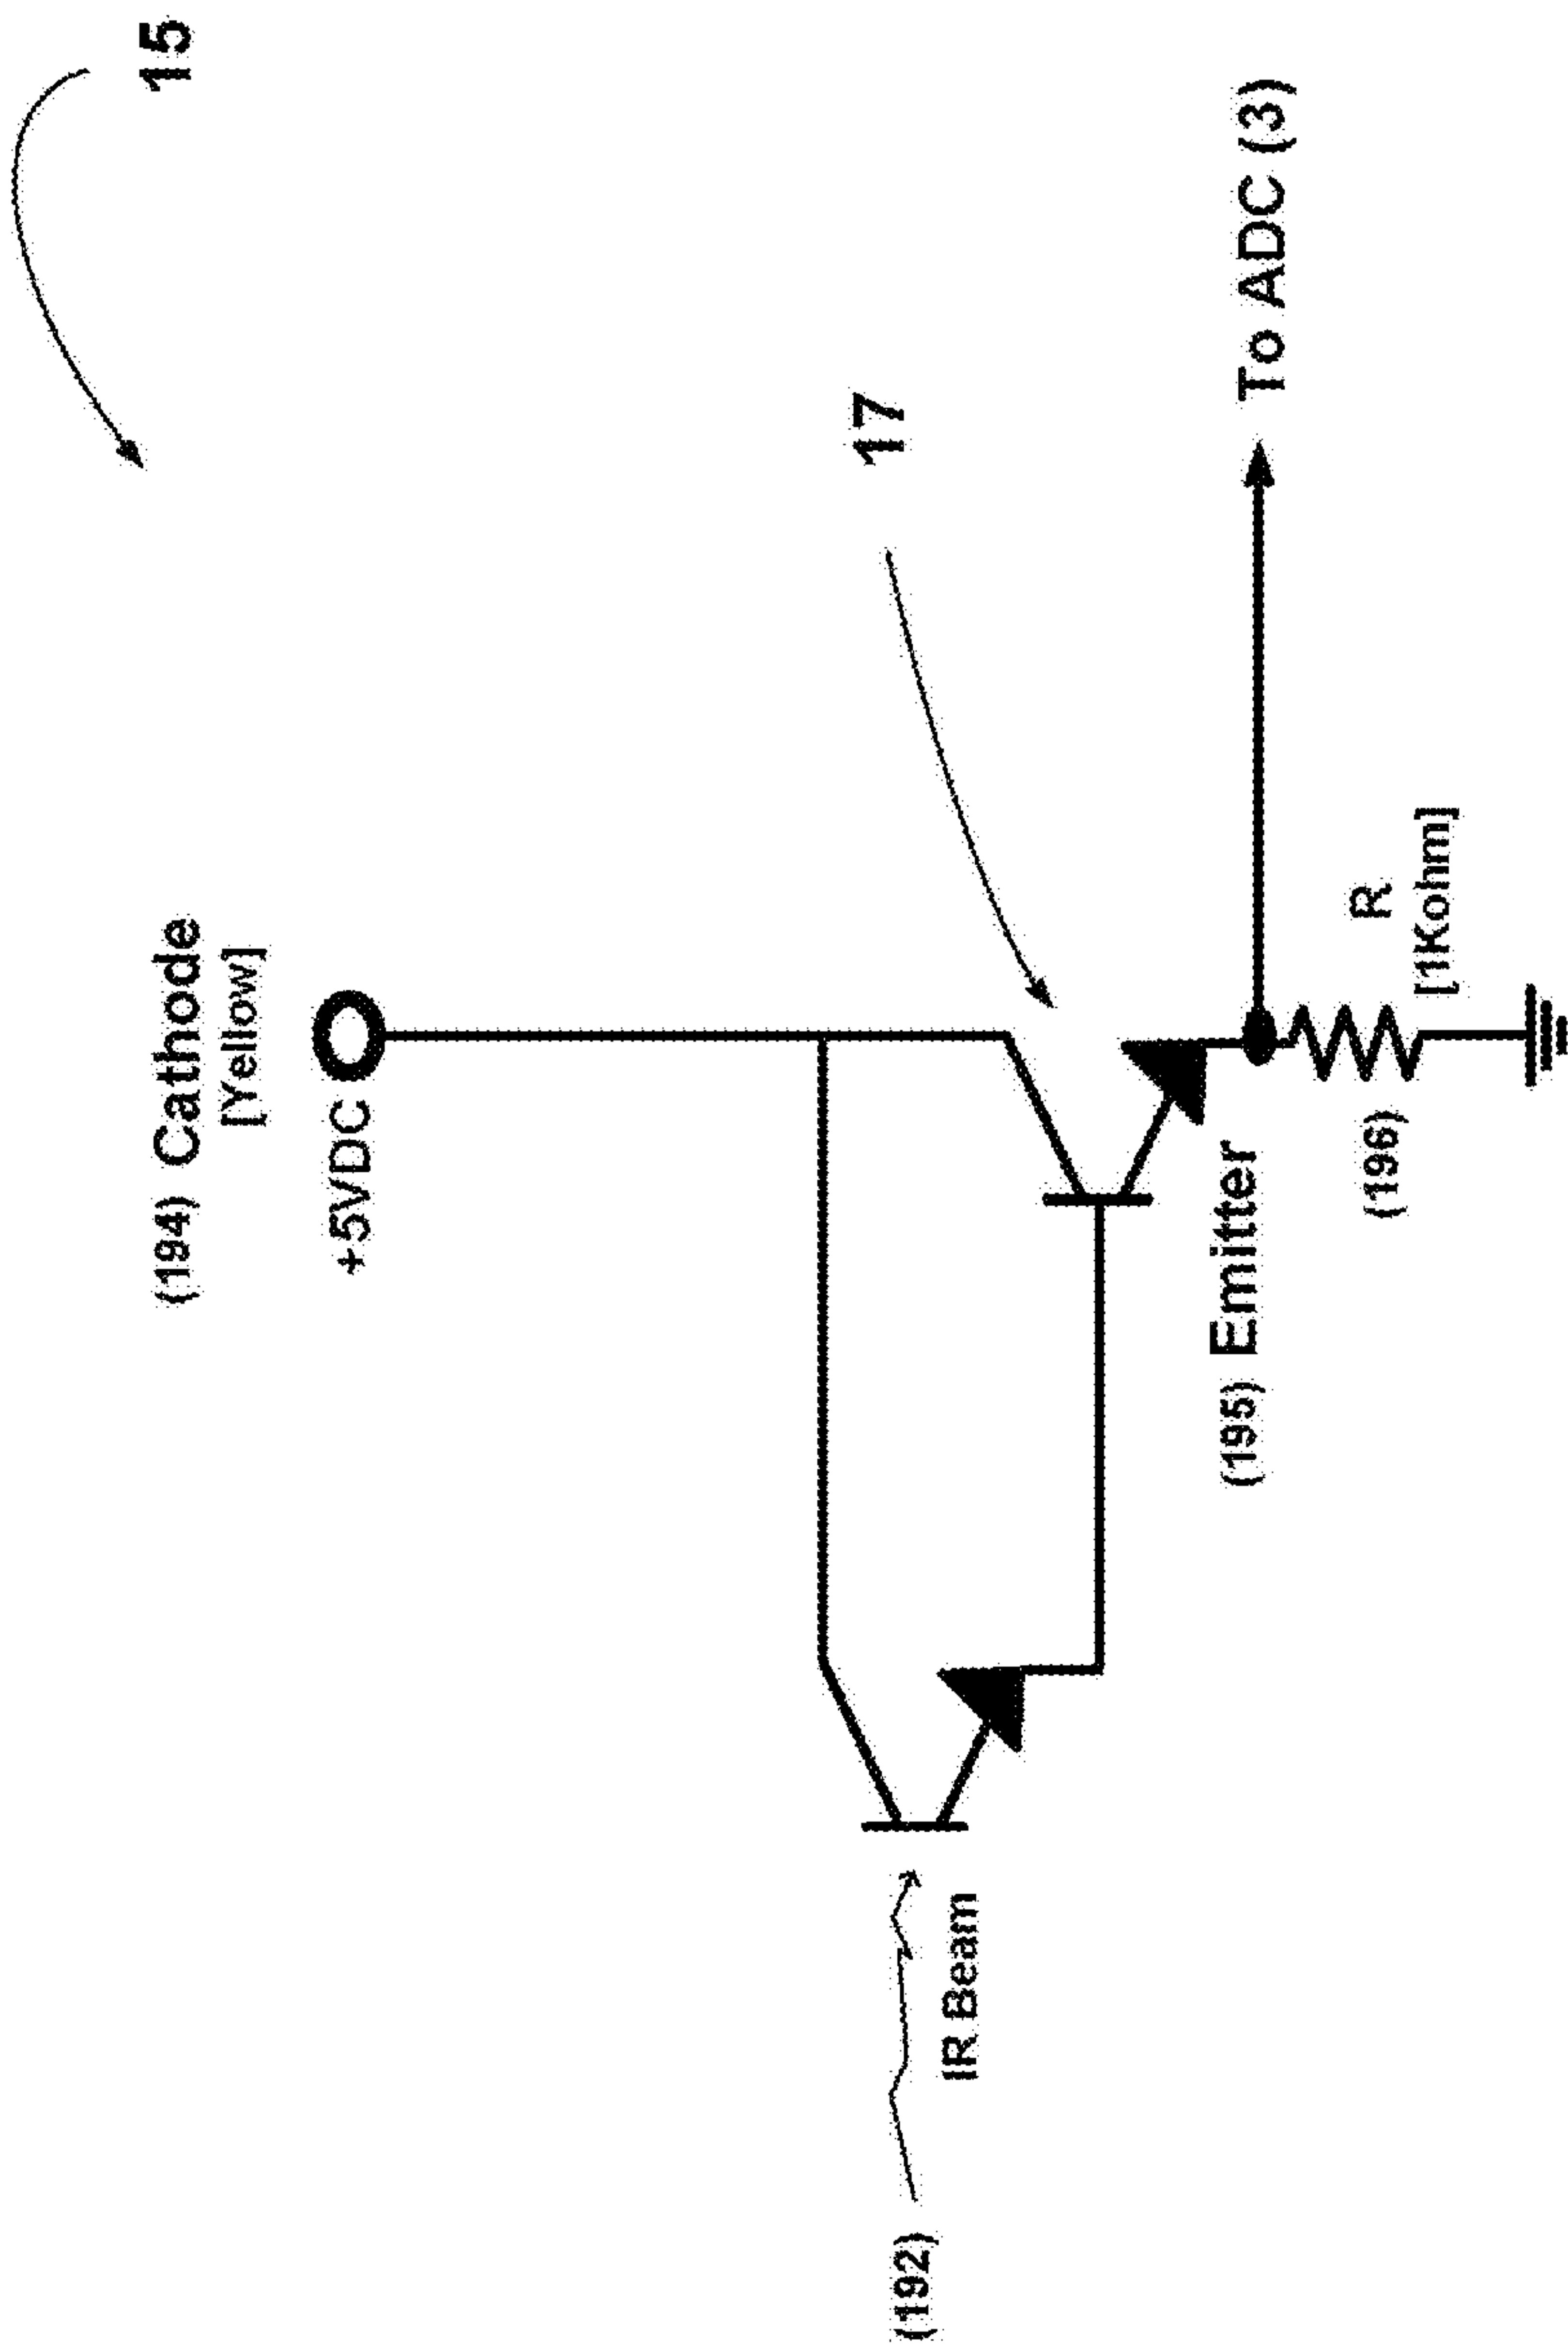 15
(194) Cathode
[Yellow]
+5VDC
17
(192)
IR Beam
(195) Emitter
To ADC (3)
(196)
R
[1Kohm]